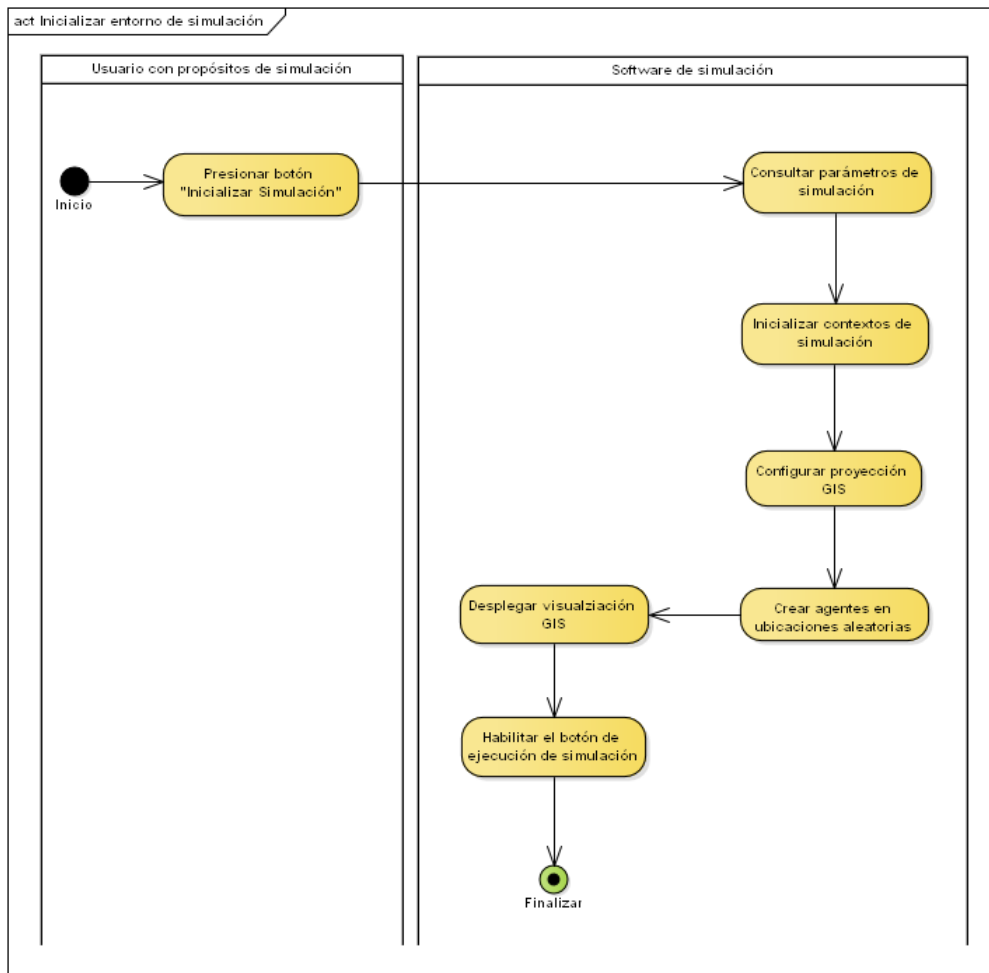 act Inicializar entorno de simulación
Usuario con propósitos de simulación
Software de simulación
Inicio
Presionar botón
"Inicializar Simulación"
Consultar parámetros de
simulación
Inicializar contextos de
simulación
Configurar proyección
GIS
Crear agentes en
ubicaciones aleatorias
Desplegar visualziación
GIS
Habilitar el botón de
ejecución de simulación
Finalizar